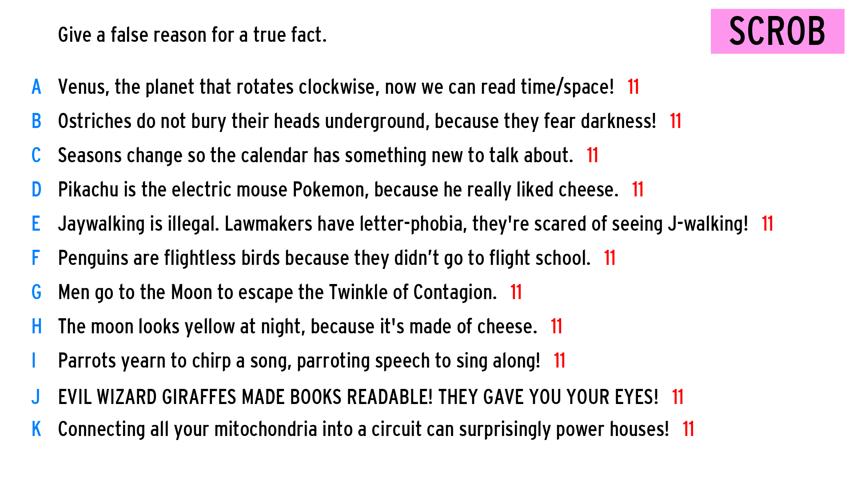 Give a false reason for a true fact.
SCROB
A Venus, the planet that rotates clockwise, now we can read time/space! 11
B Ostriches do not bury their heads underground, because they fear darkness! 11
C Seasons change so the calendar has something new to talk about. 11
D Pikachu is the electric mouse Pokemon, because he really liked cheese. 11
E Jaywalking is illegal. Lawmakers have letter-phobia, they're scared of seeing J-walking! 11
F Penguins are flightless birds because they didn’t go to flight school. 11
G Men go to the Moon to escape the Twinkle of Contagion. 11
H The moon looks yellow at night, because it's made of cheese. 11
I Parrots yearn to chirp a song, parroting speech to sing along! 11
J EVIL WIZARD GIRAFFES MADE BOOKS READABLE! THEY GAVE YOU YOUR EYES! 11
K Connecting all your mitochondria into a circuit can surprisingly power houses! 11